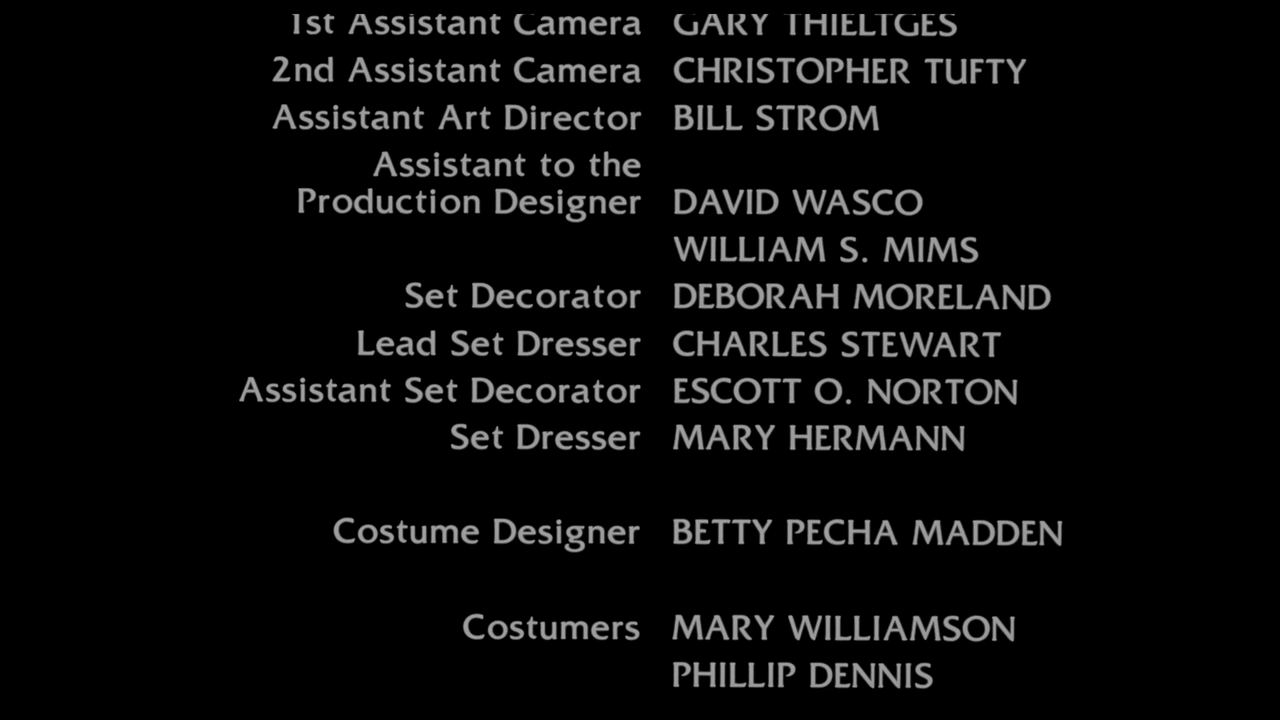 1st Assistant Camera GARY THIELTGES
2nd Assistant Camera CHRISTOPHER TUFTY
Assistant Art Director BILL STROM
Assistant to the
Production Designer DAVID WASCO
WILLIAM S. MIMS
Set Decorator DEBORAH MORELAND
Lead Set Dresser CHARLES STEWART
Assistant Set Decorator ESCOTT O. NORTON
Set Dresser MARY HERMANN
Costume Designer BETTY PECHA MADDEN
Costumers MARY WILLIAMSON
PHILLIP DENNIS